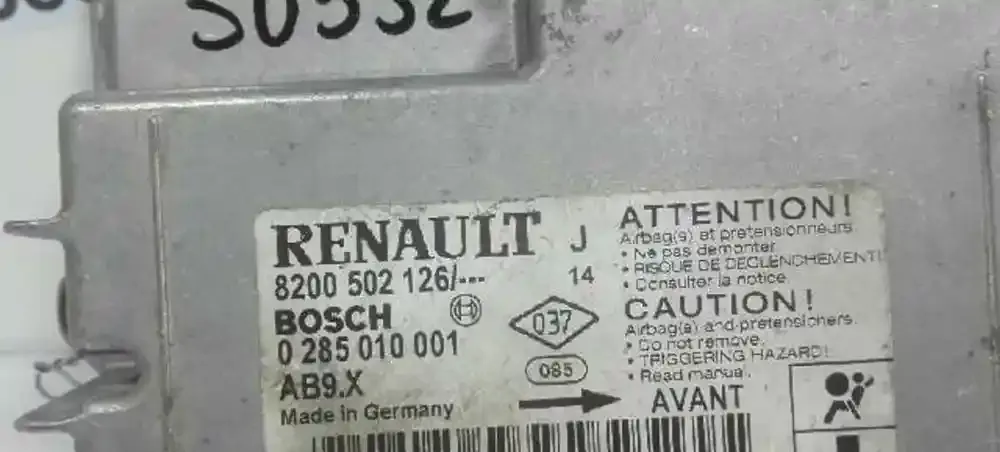 50532
RENAULT J
8200 502 126/--- 14
BOSCH
0 285 010 001
AB9.X
Made in Germany
037
085
AVANT
ATTENTION!
Airbag(s) et pretensionneurs.
• Ne pas demonter.
• RISQUE DE DECLENCHEMENT!
• Consulter la notice.
CAUTION!
Airbag(s) and pretensioners.
• Do not remove.
• TRIGGERING HAZARD!
• Read manual.